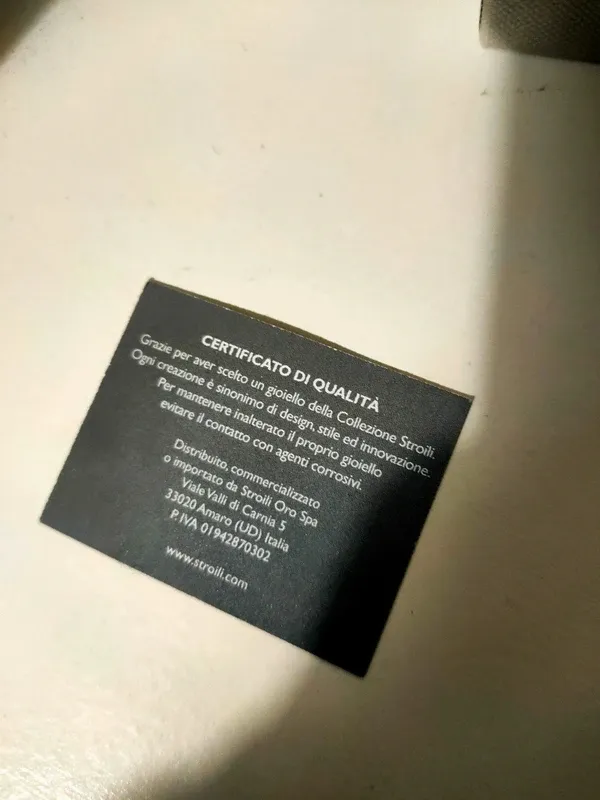 CERTIFICATO DI QUALITÀ
Grazie per aver scelto un gioiello della Collezione Stroili.
Ogni creazione è sinonimo di design, stile ed innovazione.
Per mantenere inalterato il proprio gioiello
evitare il contatto con agenti corrosivi.
Distribuito, commercializzato
o importato da Stroili Oro Spa
Viale Valli di Carnia 5
33020 Amaro (UD) Italia
P. IVA 01942870302
www.stroili.com